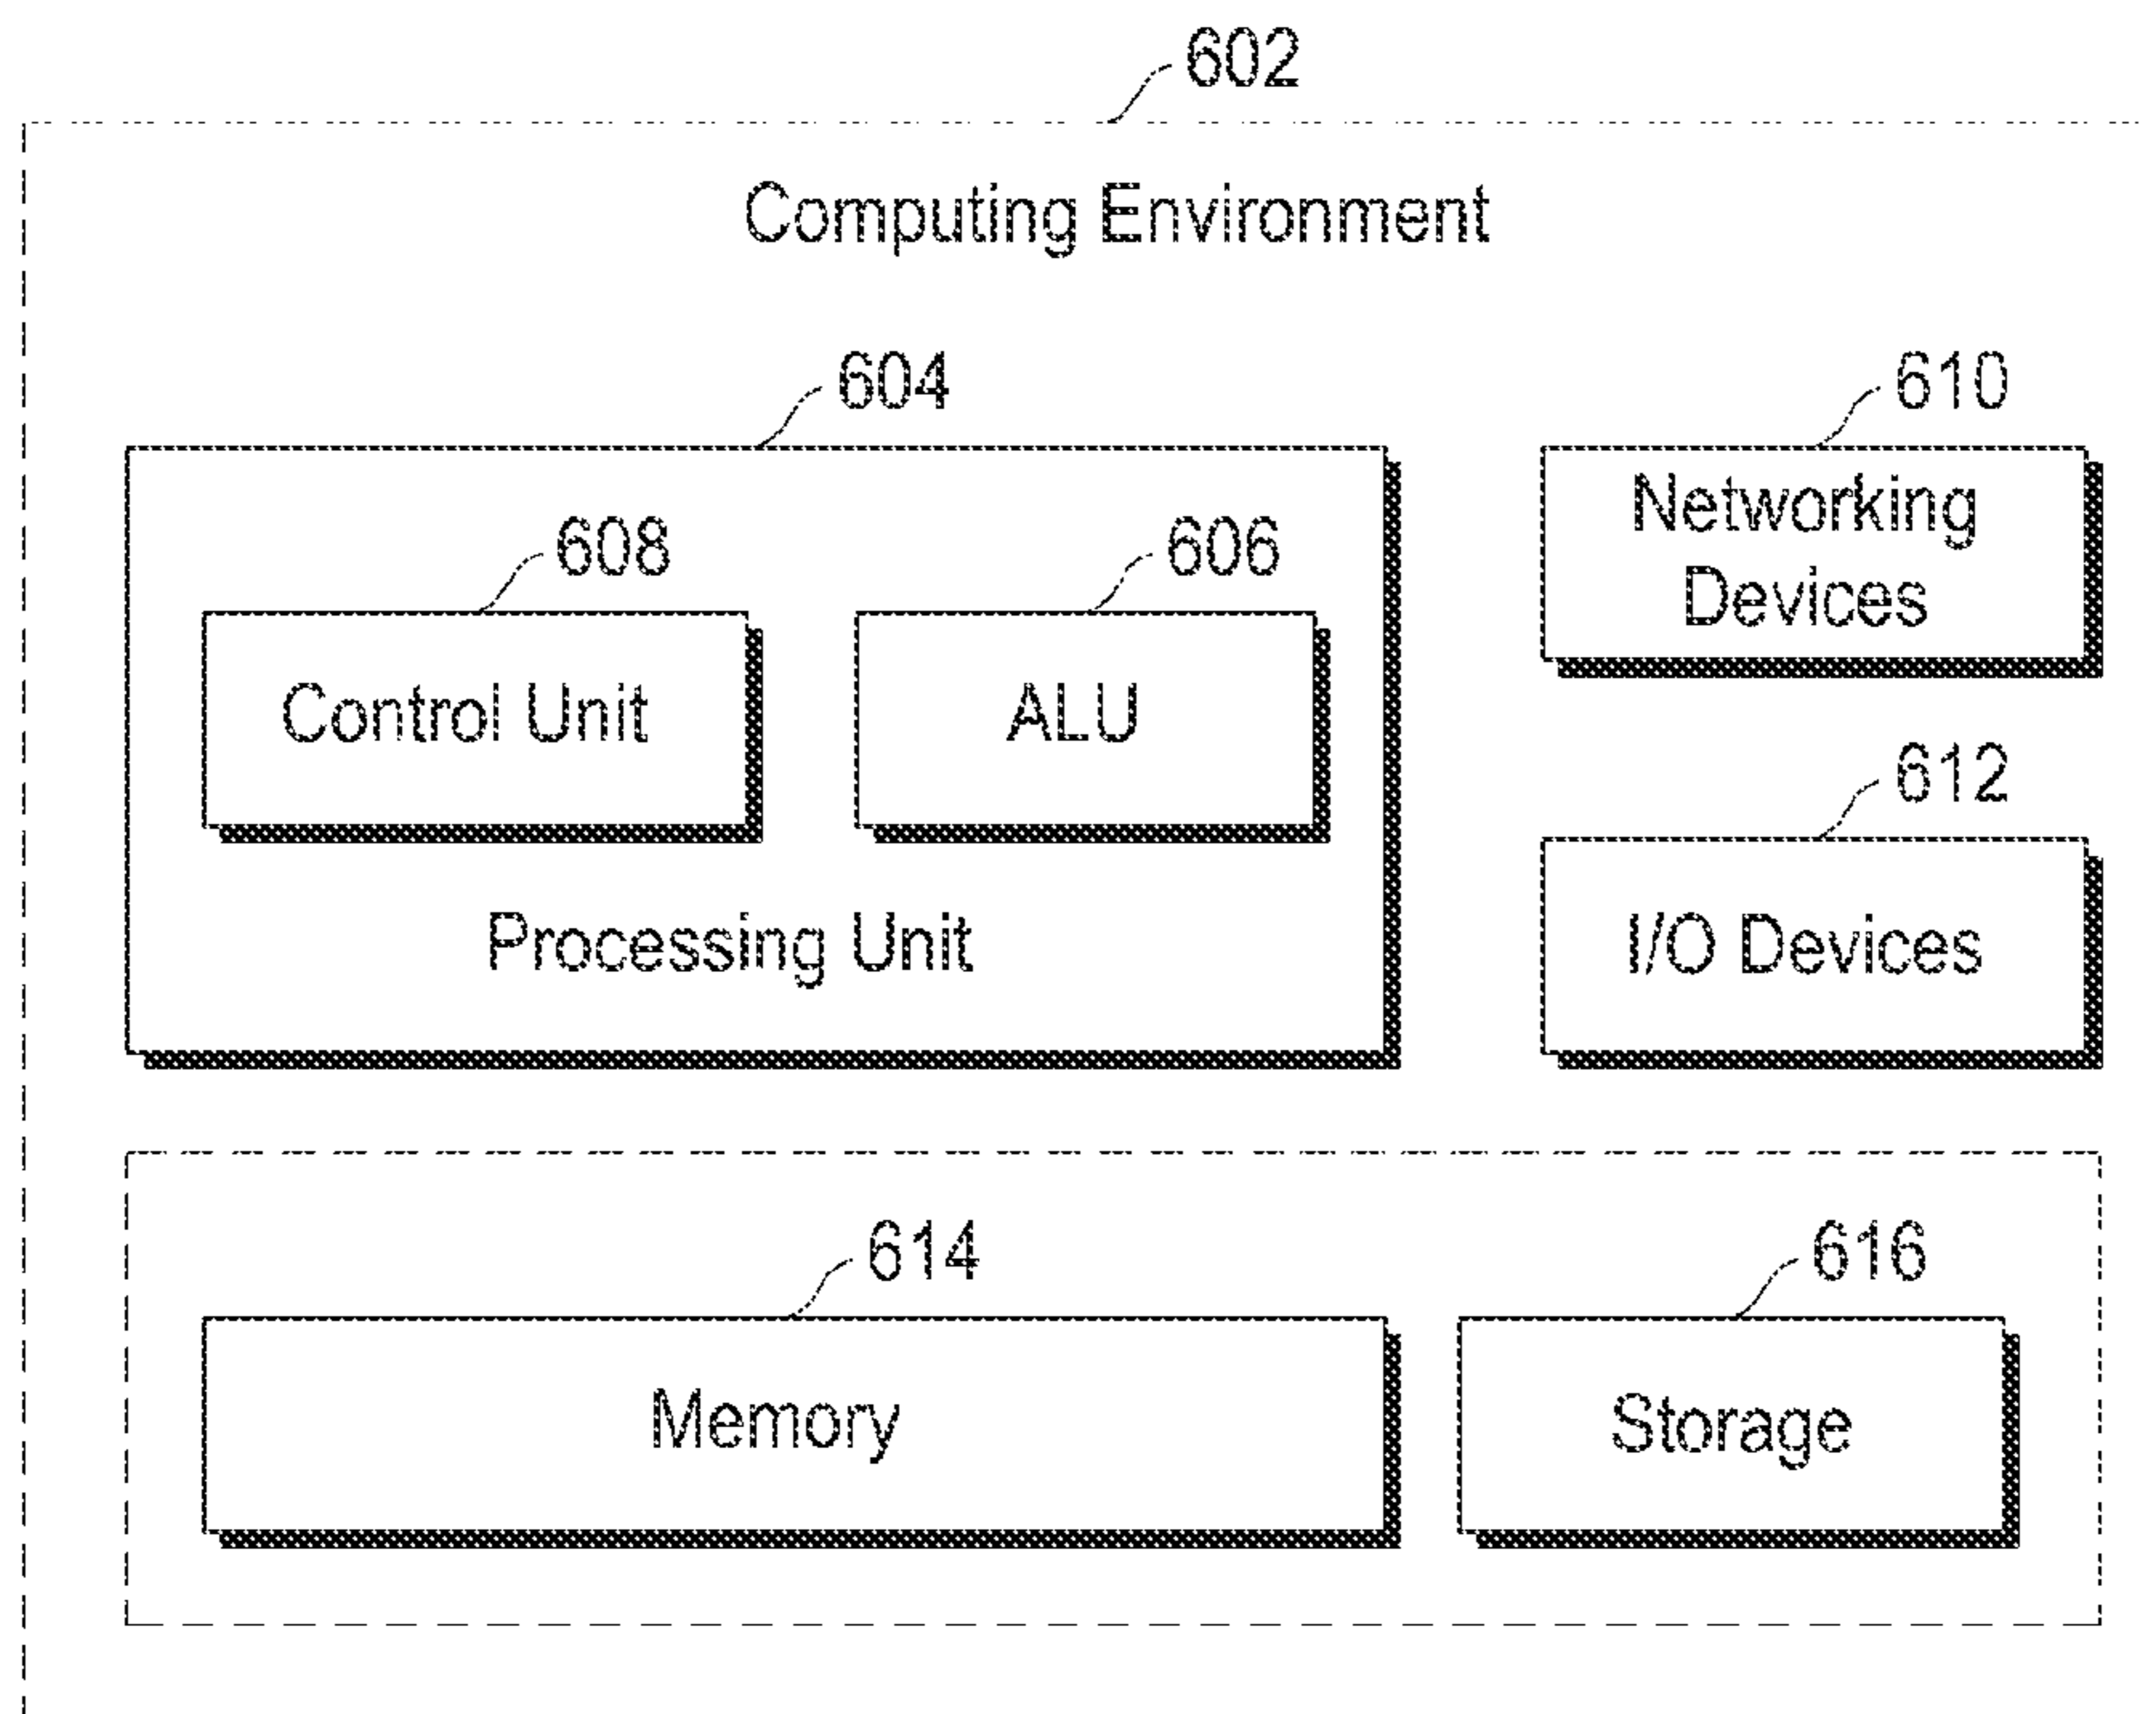 602
Computing Environment
604
610
Networking
Devices
608
606
Control Unit
ALU
612
Processing Unit
I/O Devices
614
616
Memory
Storage